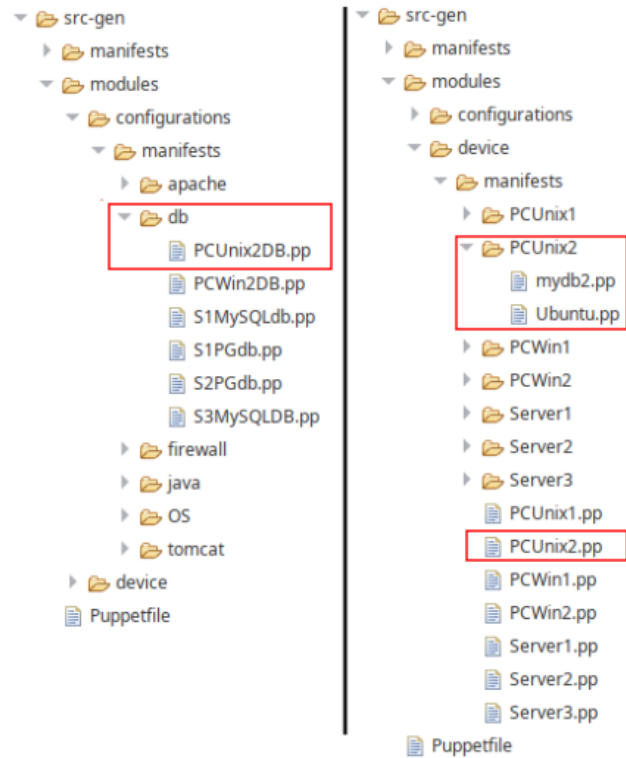 src-gen
manifests
modules
configurations
manifests
apache
db
PCUnix2DB.pp
PCWin2DB.pp
S1MySQLdb.pp
S1PGdb.pp
S2PGdb.pp
S3MySQLDB.pp
firewall
java
OS
tomcat
device
Puppetfile
src-gen
manifests
modules
configurations
device
manifests
PCUnix1
PCUnix2
mydb2.pp
Ubuntu.pp
PCWin1
PCWin2
Server1
Server2
Server3
PCUnix1.pp
PCUnix2.pp
PCWin1.pp
PCWin2.pp
Server1.pp
Server2.pp
Server3.pp
Puppetfile